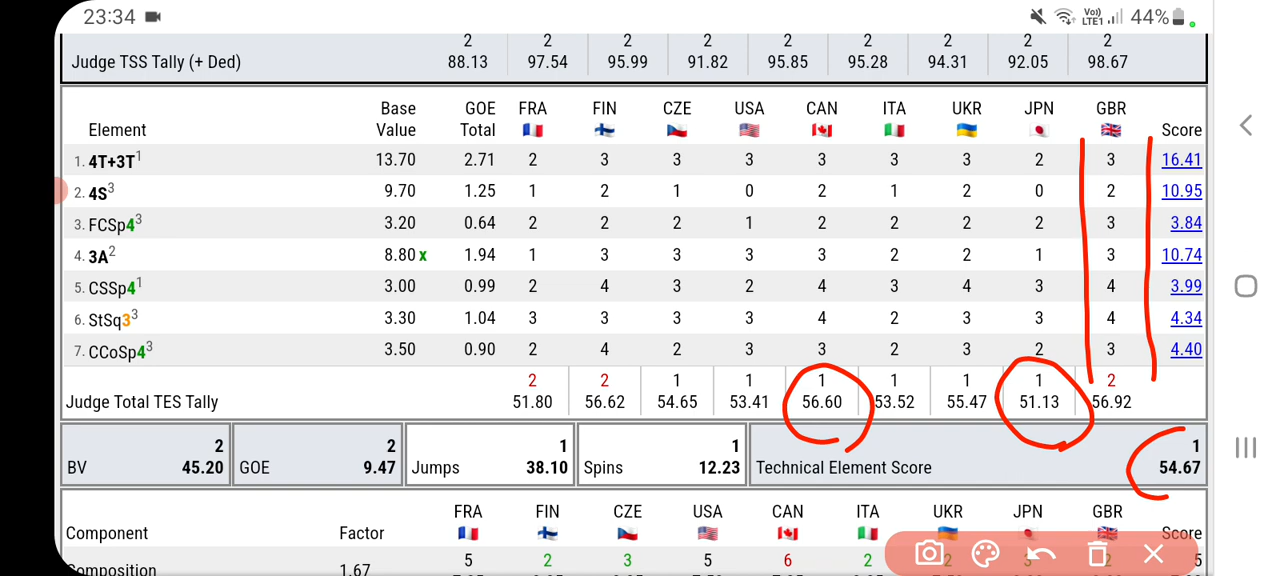 23:34 Vo)) LTE1 44%
2 2 2 2 2 2 2 2 2
Judge TSS Tally (+ Ded) 88.13 97.54 95.99 91.82 95.85 95.28 94.31 92.05 98.67
Base GOE FRA FIN CZE USA CAN ITA UKR JPN GBR
Element Value Total Score
1. 4T+3T1 13.70 2.71 2 3 3 3 3 3 3 2 3 16.41
2. 4S3 9.70 1.25 1 2 1 0 2 1 2 0 2 10.95
3. FCSp43 3.20 0.64 2 2 2 1 2 2 2 2 3 3.84
4. 3A2 8.80 x 1.94 1 3 3 3 3 2 2 1 3 10.74
5. CSSp41 3.00 0.99 2 4 3 2 4 3 4 3 4 3.99
6. StSq33 3.30 1.04 3 3 3 3 4 2 3 3 4 4.34
7. CCoSp43 3.50 0.90 2 4 2 3 3 2 3 2 3 4.40
2 2 1 1 1 1 1 1 2
Judge Total TES Tally 51.80 56.62 54.65 53.41 56.60 53.52 55.47 51.13 56.92
2 2 1 1 1
BV 45.20 GOE 9.47 Jumps 38.10 Spins 12.23 Technical Element Score 54.67
FRA FIN CZE USA CAN ITA UKR JPN GBR
Component Factor Score
5 2 3 5 6 2
Composition 1.67